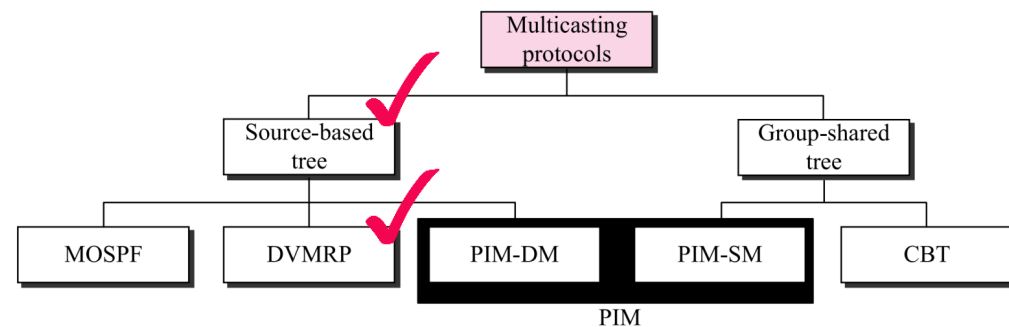 Multicasting
protocols
Source-based
tree
Group-shared
tree
MOSPF
DVMRP
PIM-DM
PIM-SM
CBT
PIM